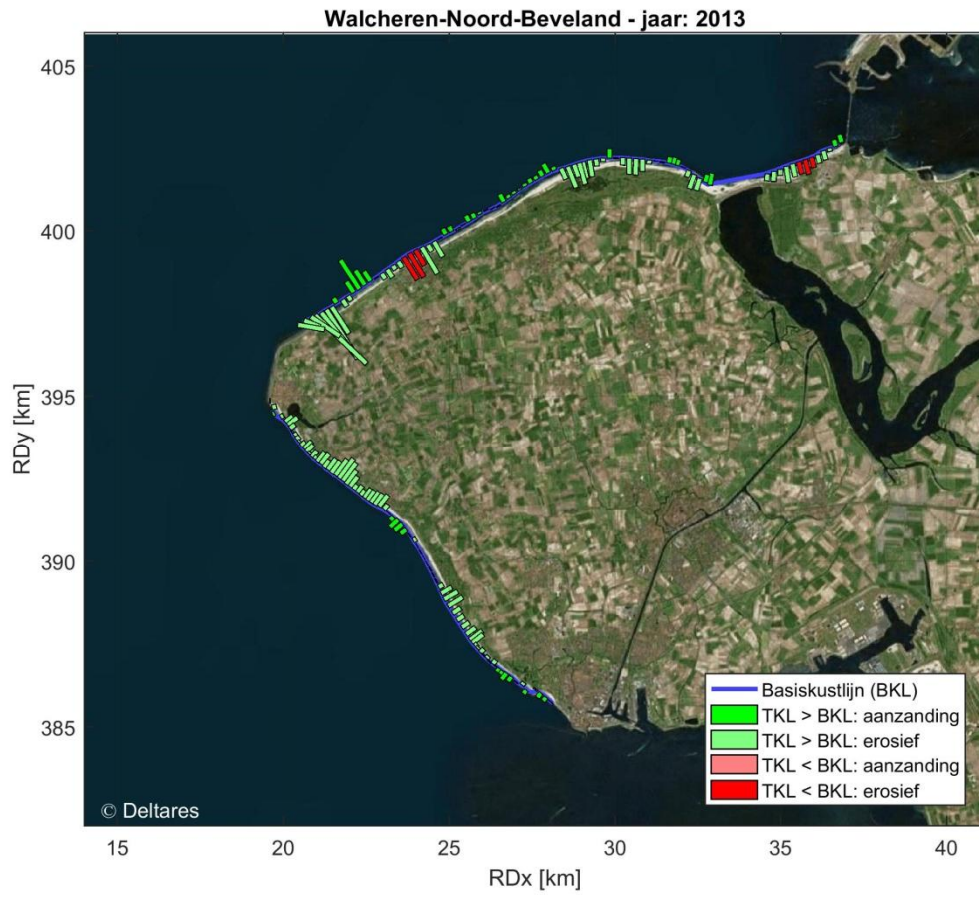 Walcheren-Noord-Beveland - jaar: 2013
405
400
395
390
385
RDy [km]
Basiskustlijn (BKL)
TKL > BKL: aanzanding
TKL > BKL: erosief
TKL < BKL: aanzanding
TKL < BKL: erosief
© Deltares
15 20 25 30 35 40
RDx [km]